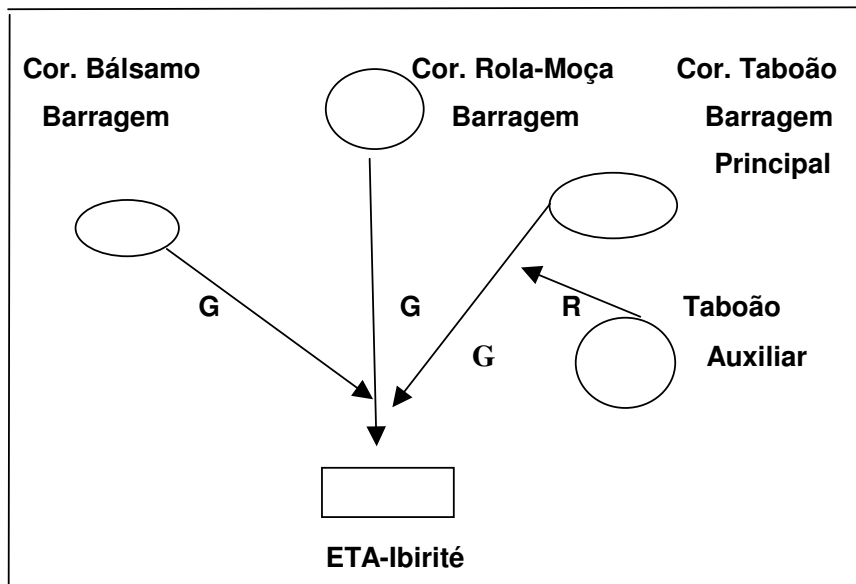 Cor. Bálsamo
Barragem
Cor. Rola-Moça
Barragem
Cor. Taboão
Barragem
Principal
G
G
R
Taboão
G
Auxiliar
ETA-Ibirité